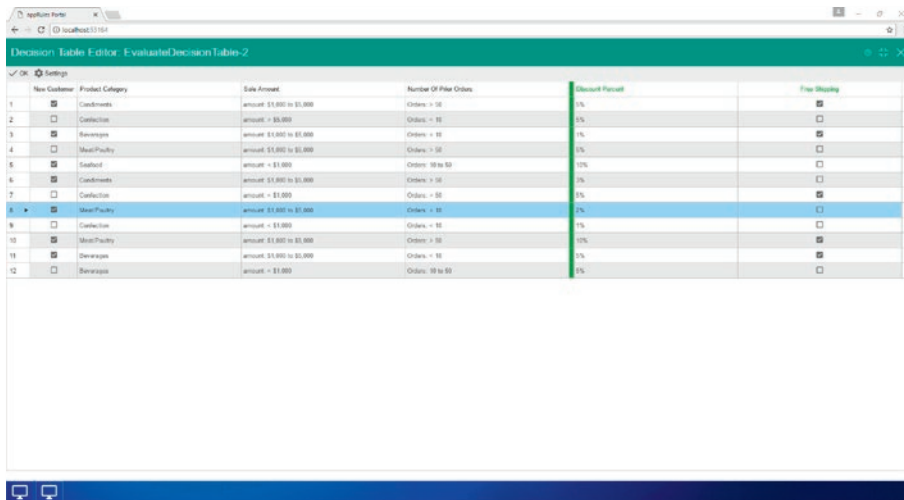 AppRules Portal
localhost:53184
Decision Table Editor: EvaluateDecisionTable-2
OK Settings
New Customer Product Category Sale Amount Number Of Prior Orders Discount Percent Free Shipping
1 Condiments amount: $1,000 to $5,000 Orders: > 50 5%
2 Confection amount: > $5,000 Orders: < 10 5%
3 Beverages amount: $1,000 to $5,000 Orders: < 10 1%
4 Meat/Poultry amount: $1,000 to $5,000 Orders: > 50
5 Seafood amount: < $1,000 Orders: 10 to 50 10%
6 Condiments amount: $1,000 to $5,000 Orders: > 50
7 Confection amount: < $1,000 Orders: > 50 5%
8 Meat/Poultry amount: $1,000 to $5,000 Orders: < 10 2%
9 Confection amount: < $1,000 Orders: < 10 1%
10 Meat/Poultry amount: $1,000 to $5,000 Orders: > 50 10%
11 Beverages amount: $1,000 to $5,000 Orders: < 10 5%
12 Beverages amount: < $1,000 Orders: 10 to 50 5%